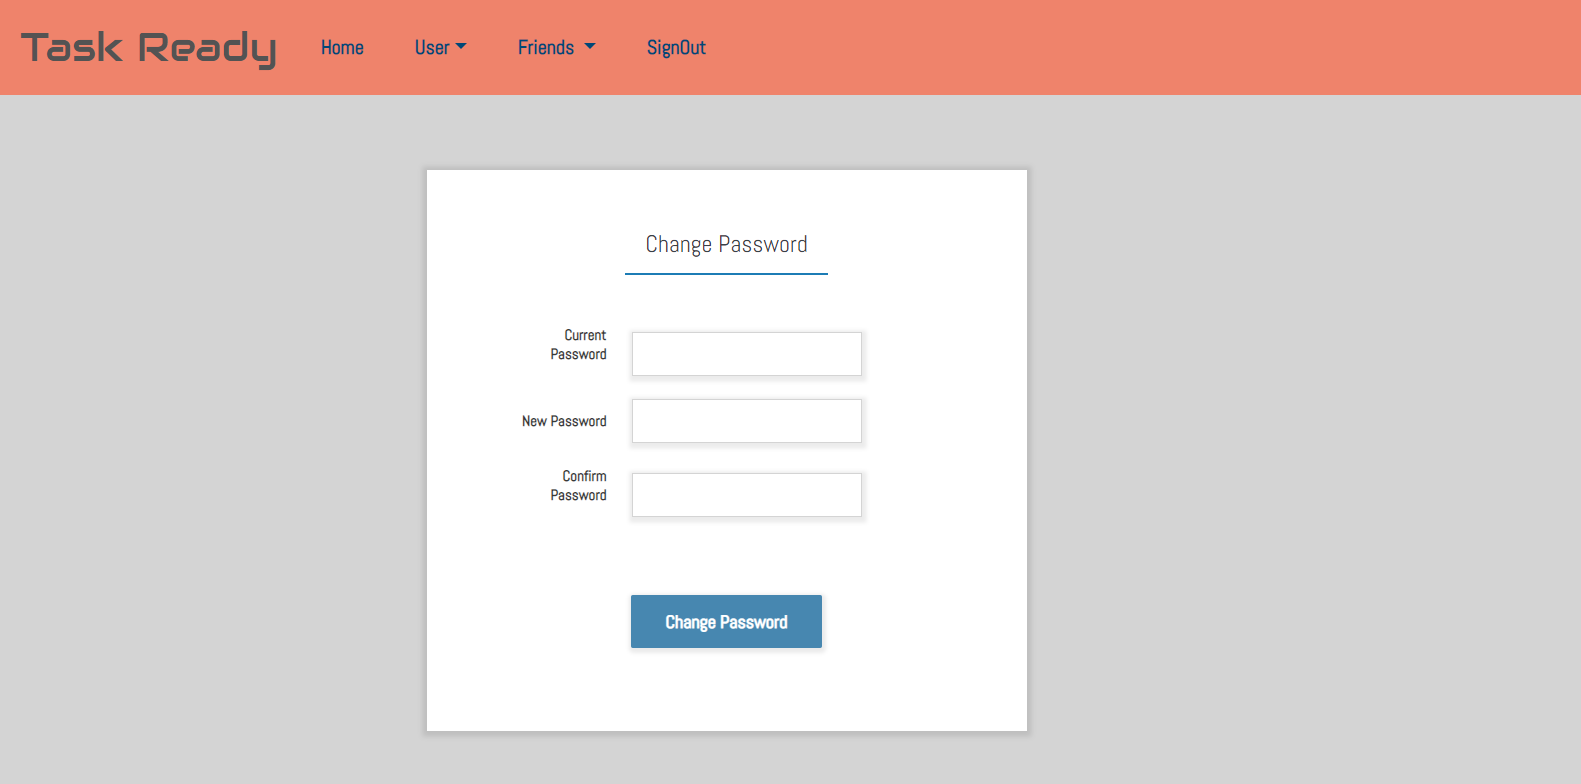 Task Ready Home User Friends SignOut
Change Password
Current
Password
New Password
Confirm
Password
Change Password